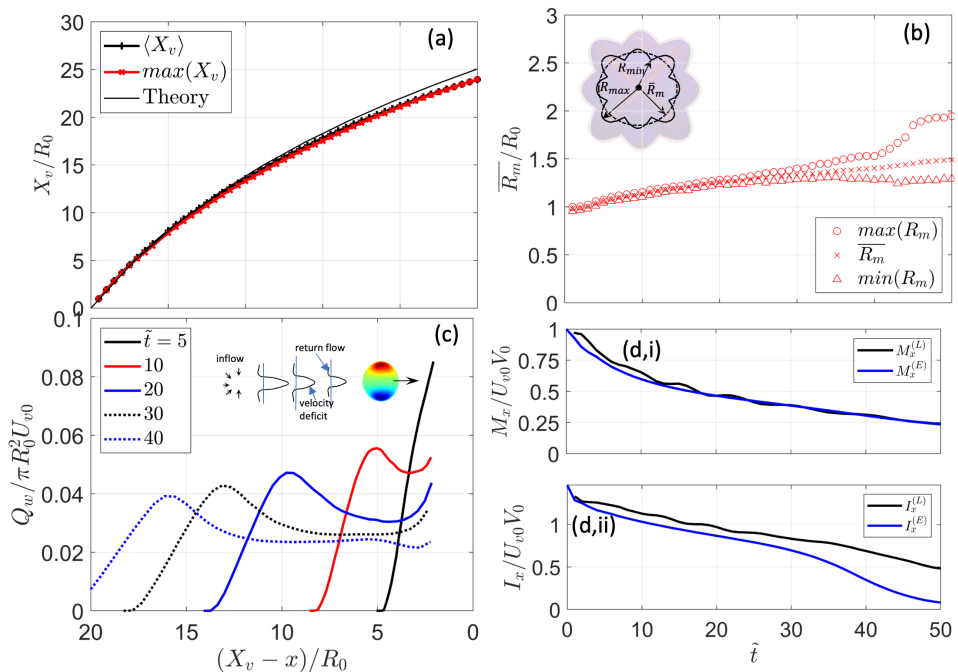 (a)
⟨X_v⟩
max(X_v)
Theory
X_v/R_0
30
25
20
15
10
5
0
(b)
R_min
R_max
R̄_m
max(R_m)
R̅_m
min(R_m)
R̅_m/R_0
3
2.5
2
1.5
1
0.5
0
(c)
t̃ = 5
10
20
30
40
inflow
return flow
velocity
deficit
Q_w/πR_0^2U_v0
0.1
0.08
0.06
0.04
0.02
0
20
15
10
5
0
(X_v − x)/R_0
(d,i)
M_x^(L)
M_x^(E)
M_x/U_v0V_0
1
0.75
0.5
0.25
0
(d,ii)
I_x^(L)
I_x^(E)
I_x/U_v0V_0
1
0.5
0
0
10
20
30
40
50
t̃